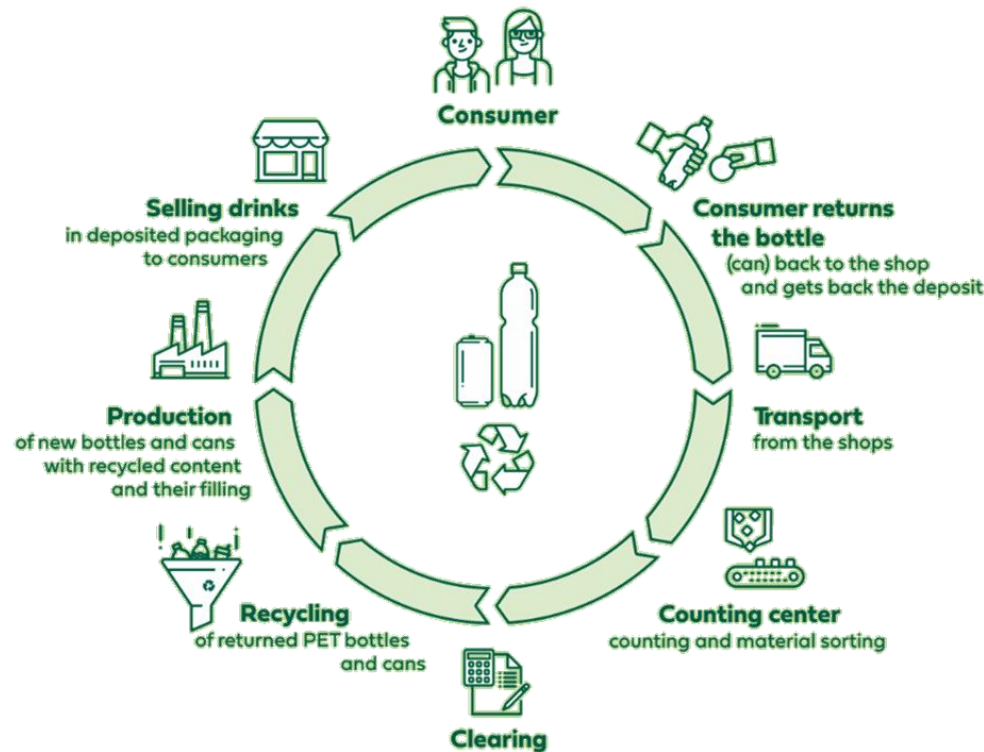 Consumer
Consumer returns
the bottle
(can) back to the shop
and gets back the deposit
Transport
from the shops
Counting center
counting and material sorting
Clearing
Recycling
of returned PET bottles
and cans
Production
of new bottles and cans
with recycled content
and their filling
Selling drinks
in deposited packaging
to consumers